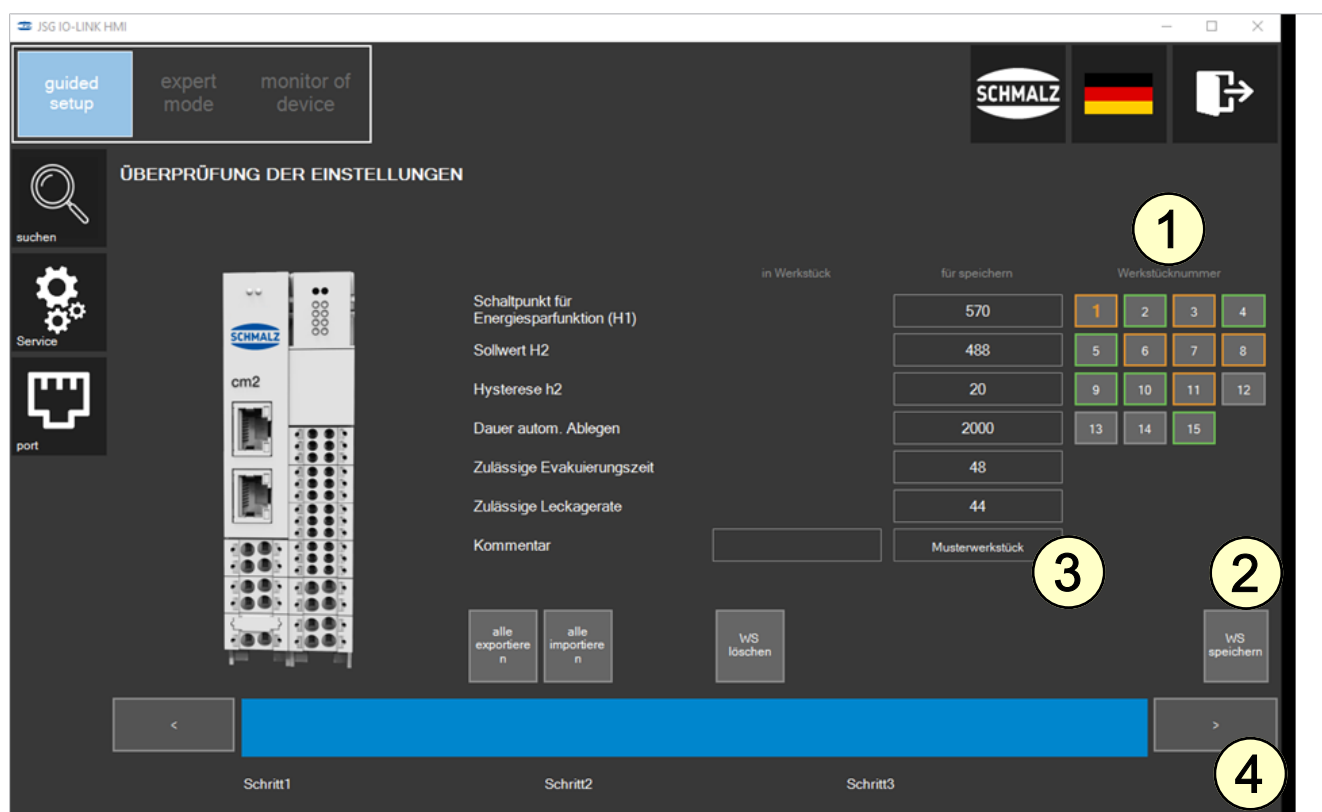 JSG IO-LINK HMI
guided
setup
expert
mode
monitor of
device
SCHMALZ
ÜBERPRÜFUNG DER EINSTELLUNGEN
suchen
Service
port
SCHMALZ
cm2
1
in Werkstück
für speichern
Werkstücknummer
Schaltpunkt für
Energiesparfunktion (H1)
570
1 2 3 4
Sollwert H2
488
5 6 7 8
Hysterese h2
20
9 10 11 12
Dauer autom. Ablegen
2000
13 14 15
Zulässige Evakuierungszeit
48
Zulässige Leckagerate
44
Kommentar
Musterwerkstück
3
2
alle
exportiere
n
alle
importiere
n
WS
löschen
WS
speichern
<
>
4
Schritt1
Schritt2
Schritt3